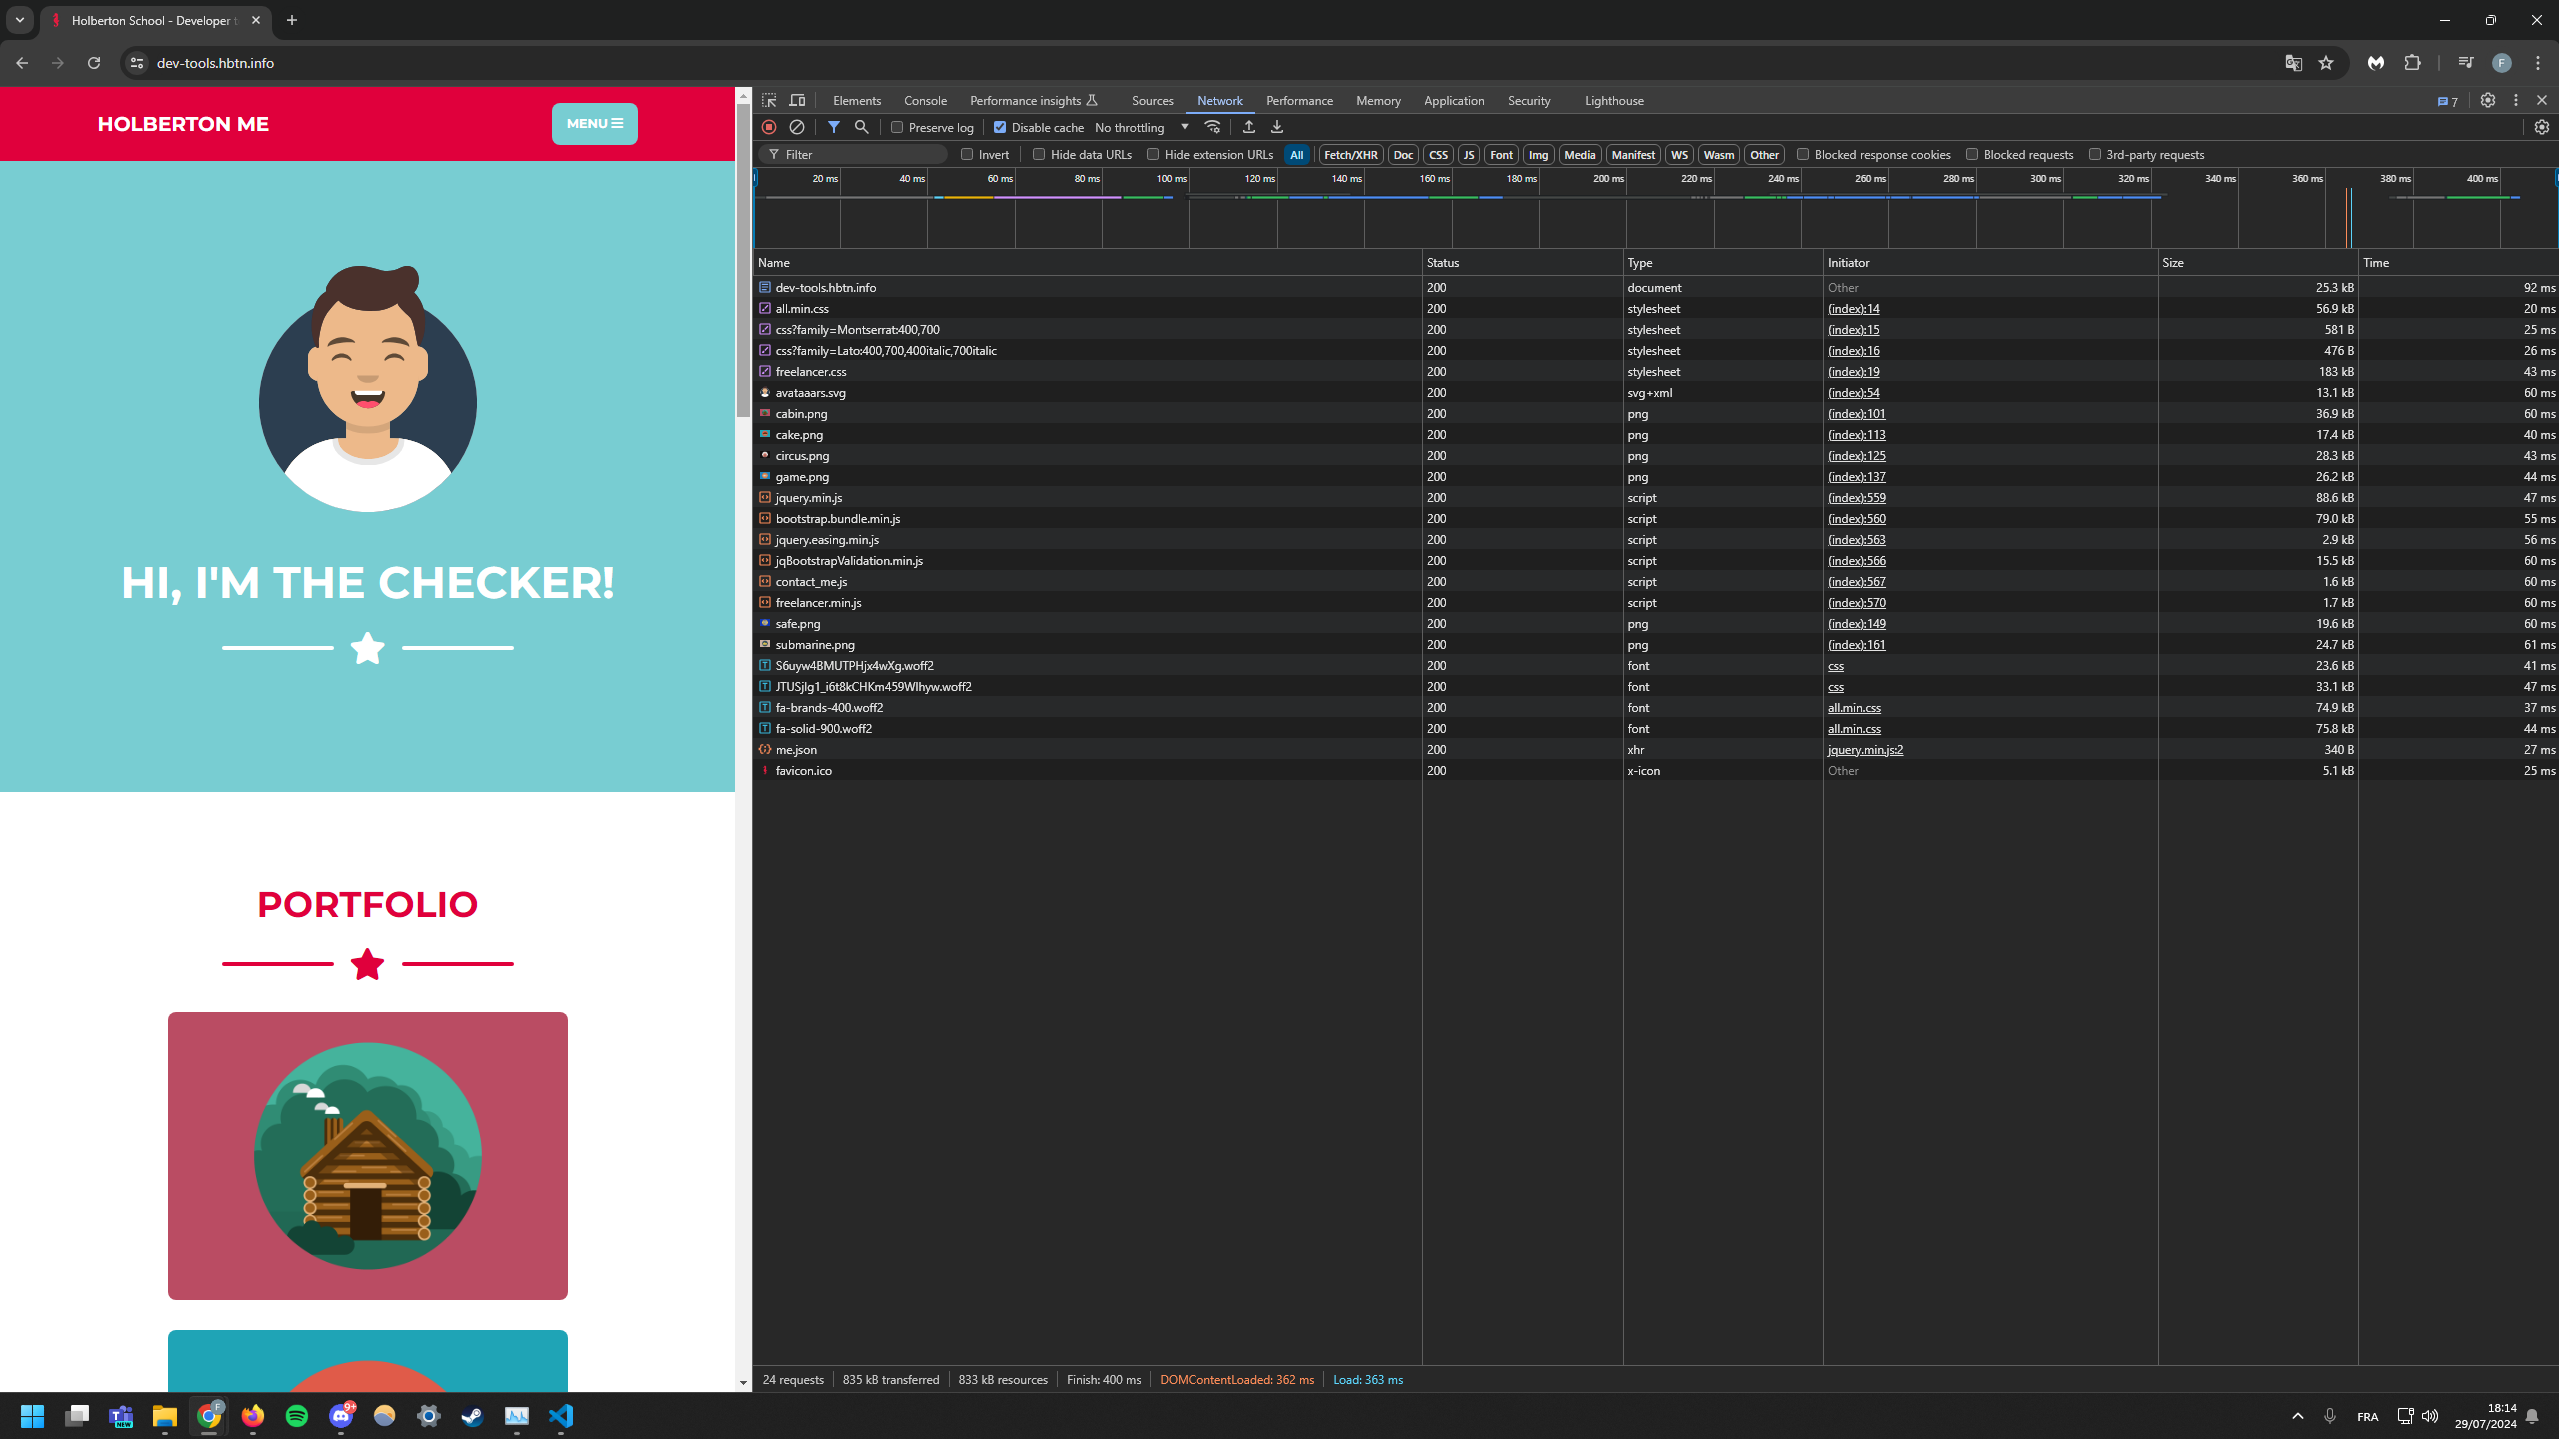 Holberton School - Developer t
dev-tools.hbtn.info
F
HOLBERTON ME
MENU
HI, I'M THE CHECKER!
PORTFOLIO
Elements Console Performance insights Sources Network Performance Memory Application Security Lighthouse 7
Preserve log Disable cache No throttling
Filter Invert Hide data URLs Hide extension URLs All Fetch/XHR Doc CSS JS Font Img Media Manifest WS Wasm Other Blocked response cookies Blocked requests 3rd-party requests
20 ms 40 ms 60 ms 80 ms 100 ms 120 ms 140 ms 160 ms 180 ms 200 ms 220 ms 240 ms 260 ms 280 ms 300 ms 320 ms 340 ms 360 ms 380 ms 400 ms
Name Status Type Initiator Size Time
dev-tools.hbtn.info 200 document Other 25.3 kB 92 ms
all.min.css 200 stylesheet (index):14 56.9 kB 20 ms
css?family=Montserrat:400,700 200 stylesheet (index):15 581 B 25 ms
css?family=Lato:400,700,400italic,700italic 200 stylesheet (index):16 476 B 26 ms
freelancer.css 200 stylesheet (index):19 183 kB 43 ms
avataaars.svg 200 svg+xml (index):54 13.1 kB 60 ms
cabin.png 200 png (index):101 36.9 kB 60 ms
cake.png 200 png (index):113 17.4 kB 40 ms
circus.png 200 png (index):125 28.3 kB 43 ms
game.png 200 png (index):137 26.2 kB 44 ms
jquery.min.js 200 script (index):559 88.6 kB 47 ms
bootstrap.bundle.min.js 200 script (index):560 79.0 kB 55 ms
jquery.easing.min.js 200 script (index):563 2.9 kB 56 ms
jqBootstrapValidation.min.js 200 script (index):566 15.5 kB 60 ms
contact_me.js 200 script (index):567 1.6 kB 60 ms
freelancer.min.js 200 script (index):570 1.7 kB 60 ms
safe.png 200 png (index):149 19.6 kB 60 ms
submarine.png 200 png (index):161 24.7 kB 61 ms
S6uyw4BMUTPHjx4wXg.woff2 200 font css 23.6 kB 41 ms
JTUSjIg1_i6t8kCHKm459Wlhyw.woff2 200 font css 33.1 kB 47 ms
fa-brands-400.woff2 200 font all.min.css 74.9 kB 37 ms
fa-solid-900.woff2 200 font all.min.css 75.8 kB 44 ms
me.json 200 xhr jquery.min.js:2 340 B 27 ms
favicon.ico 200 x-icon Other 5.1 kB 25 ms
24 requests 835 kB transferred 833 kB resources Finish: 400 ms DOMContentLoaded: 362 ms Load: 363 ms
NEW
F
9+
FRA
18:14
29/07/2024